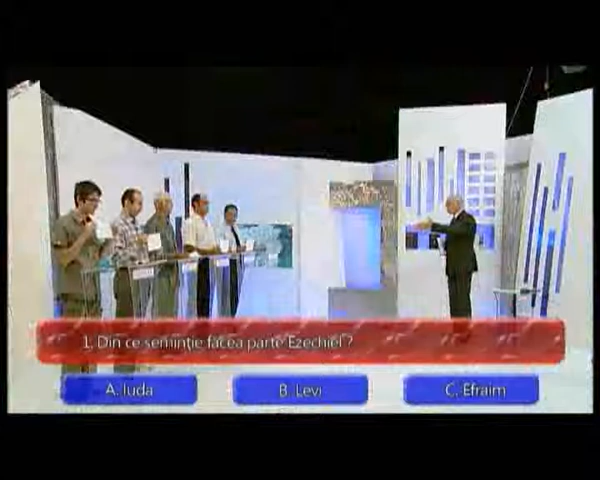 1. Din ce seminție făcea parte Ezechiel ?
A. Iuda
B. Levi
C. Efraim